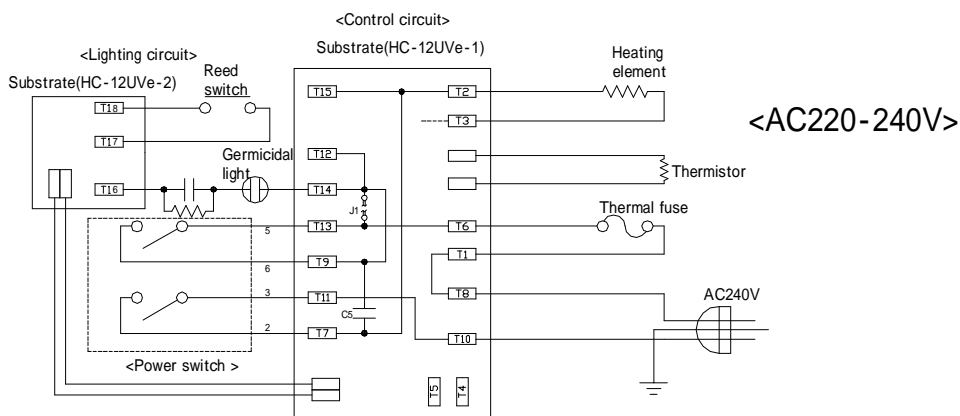 <Control circuit>
Substrate(HC-12UVe-1)
<Lighting circuit>
Substrate(HC-12UVe-2)
Reed
switch
Heating
element
<AC220-240V>
T18
T15
T2
T3
T17
Germicidal
light
T12
Thermistor
T16
T14
J1
Thermal fuse
5
T13
T6
6
T9
T1
3
T11
T8
AC240V
C5
2
T7
T10
<Power switch >
T5
T4